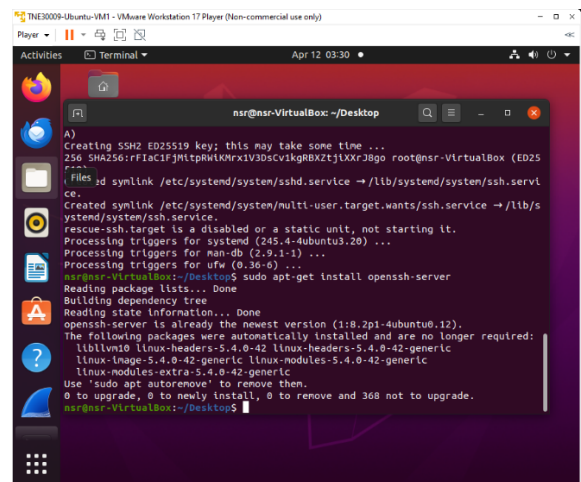 TNE30009-Ubuntu-VM1 - VMware Workstation 17 Player (Non-commercial use only)
Player
Activities Terminal Apr 12 03:30
nsr@nsr-VirtualBox: ~/Desktop
A)
Creating SSH2 ED25519 key; this may take some time ...
256 SHA256:rFIaC1FjMitpRWiKMrx1V3DsCv1kgRBXZtjiXXrJ8go root@nsr-VirtualBox (ED25
Files symlink /etc/systemd/system/sshd.service → /lib/systemd/system/ssh.servi
ce.
Created symlink /etc/systemd/system/multi-user.target.wants/ssh.service → /lib/s
ystemd/system/ssh.service.
rescue-ssh.target is a disabled or a static unit, not starting it.
Processing triggers for systemd (245.4-4ubuntu3.20) ...
Processing triggers for man-db (2.9.1-1) ...
Processing triggers for ufw (0.36-6) ...
nsr@nsr-VirtualBox:~/Desktop$ sudo apt-get install openssh-server
Reading package lists... Done
Building dependency tree
Reading state information... Done
openssh-server is already the newest version (1:8.2p1-4ubuntu0.12).
The following packages were automatically installed and are no longer required:
libllvm10 linux-headers-5.4.0-42 linux-headers-5.4.0-42-generic
linux-image-5.4.0-42-generic linux-modules-5.4.0-42-generic
linux-modules-extra-5.4.0-42-generic
Use 'sudo apt autoremove' to remove them.
0 to upgrade, 0 to newly install, 0 to remove and 368 not to upgrade.
nsr@nsr-VirtualBox:~/Desktop$